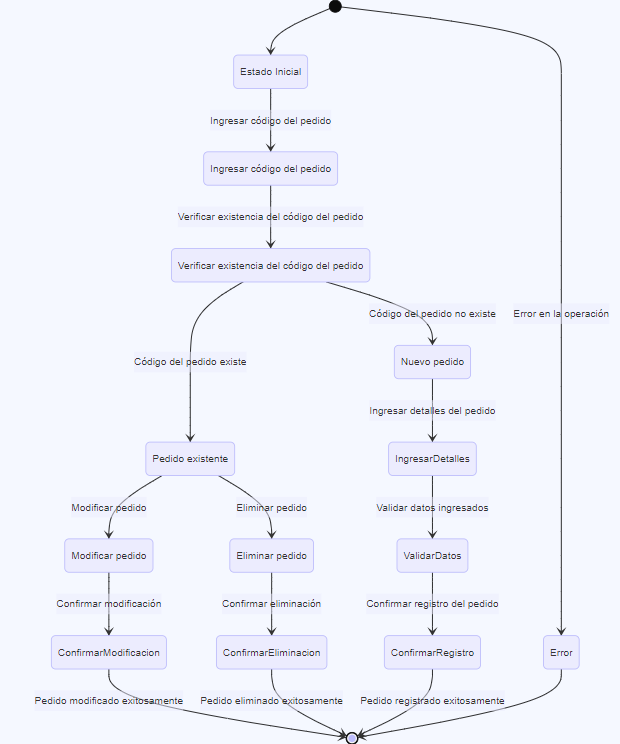 Estado Inicial
Ingresar código del pedido
Ingresar código del pedido
Verificar existencia del código del pedido
Verificar existencia del código del pedido
Código del pedido no existe
Error en la operación
Código del pedido existe
Nuevo pedido
Ingresar detalles del pedido
Pedido existente
IngresarDetalles
Modificar pedido
Eliminar pedido
Validar datos ingresados
Modificar pedido
Eliminar pedido
ValidarDatos
Confirmar modificación
Confirmar eliminación
Confirmar registro del pedido
ConfirmarModificacion
ConfirmarEliminacion
ConfirmarRegistro
Error
Pedido modificado exitosamente
Pedido eliminado exitosamente
Pedido registrado exitosamente